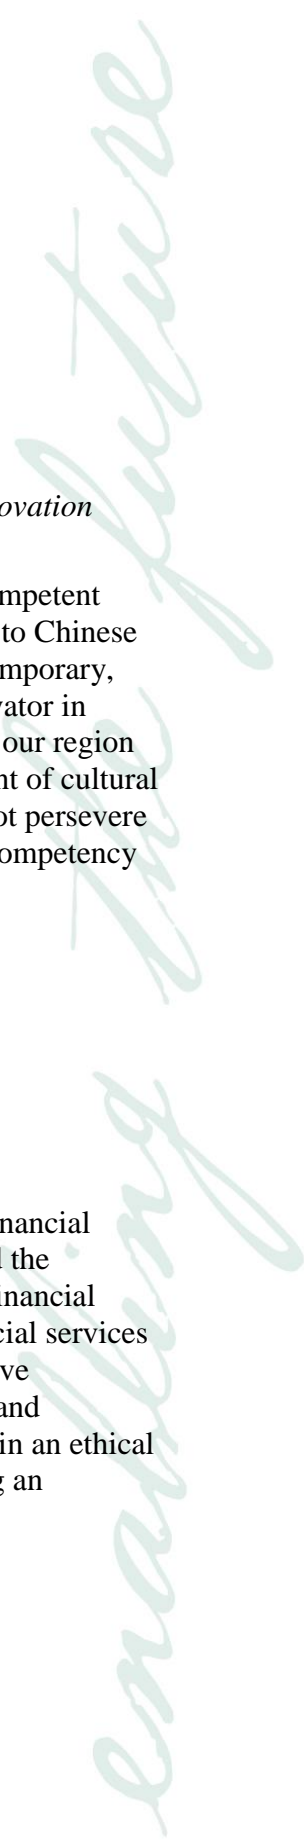 ovation
mpetent
to Chinese
mporary,
vator in
our region
nt of cultural
ot persevere
ompetency
nancial
d the
inancial
cial services
ve
and
in an ethical
g an
enabling the future